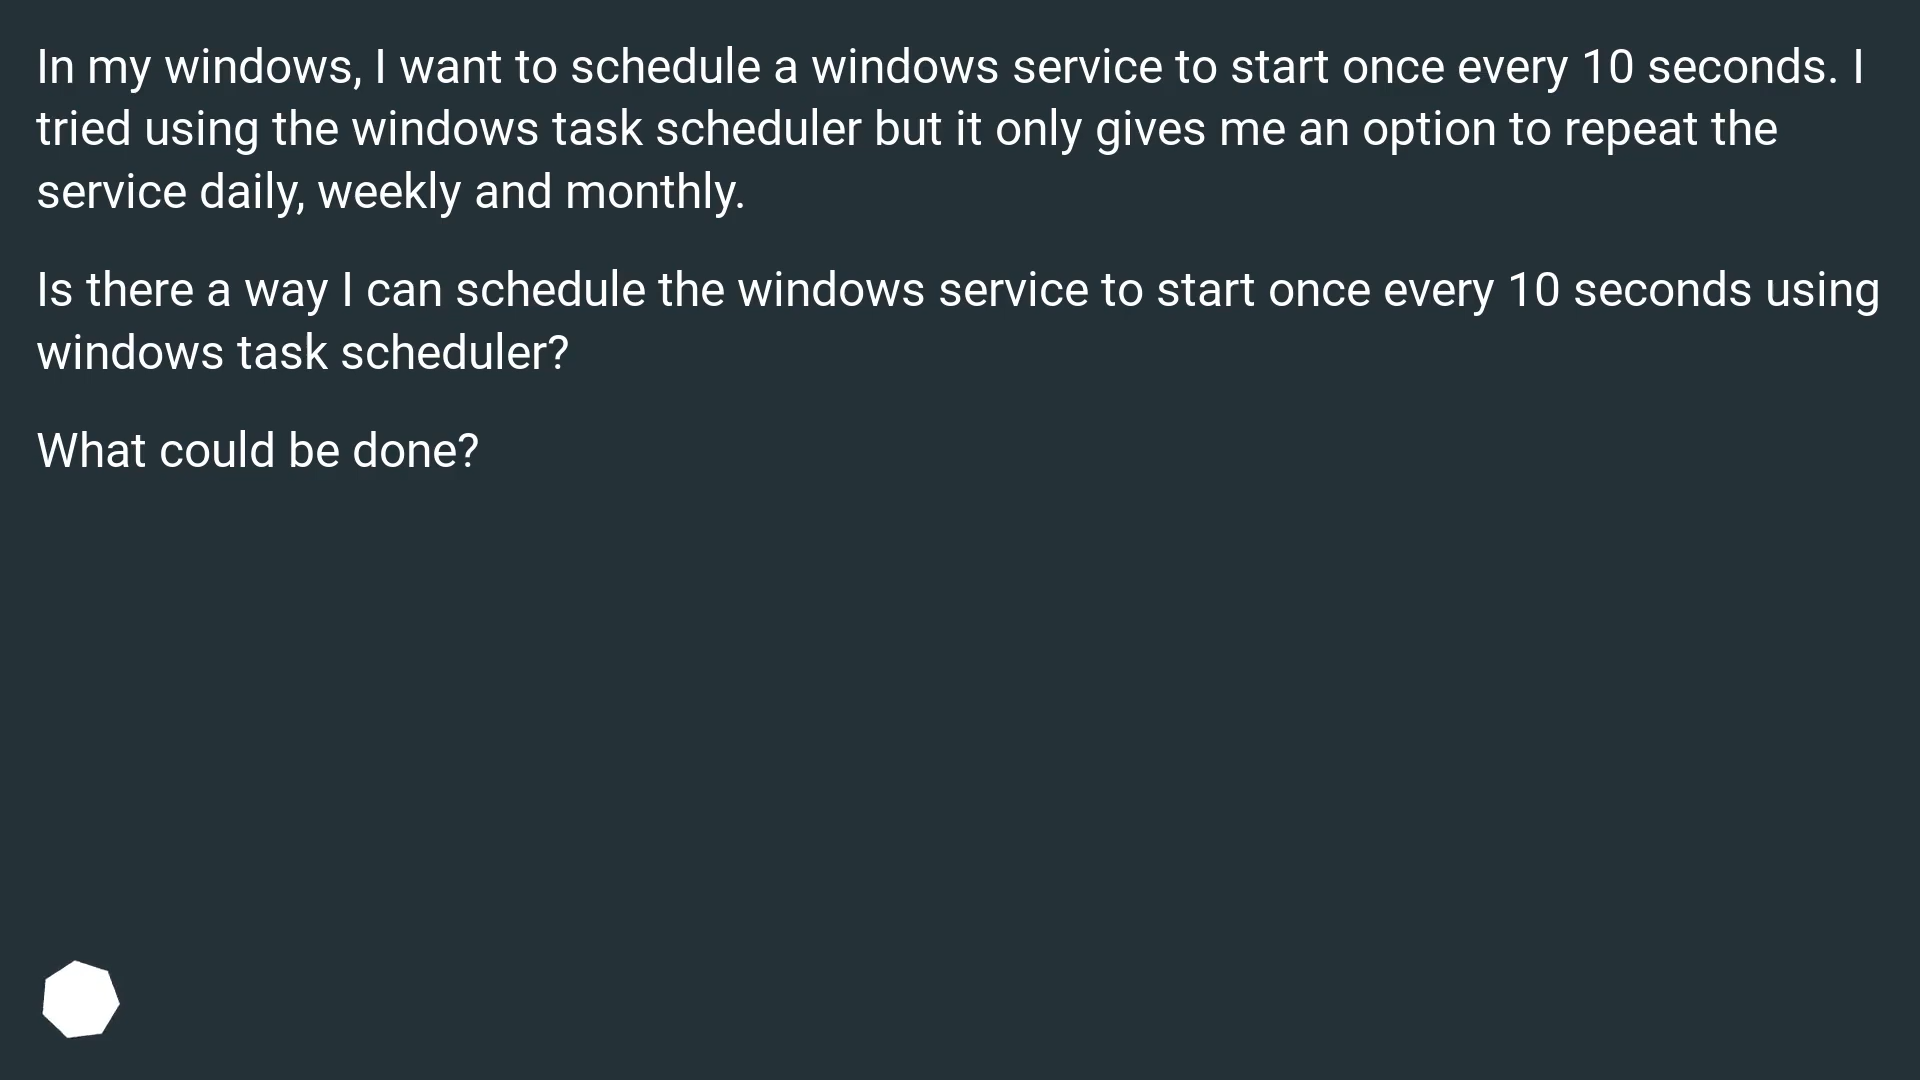 In my windows, I want to schedule a windows service to start once every 10 seconds. I
tried using the windows task scheduler but it only gives me an option to repeat the
service daily, weekly and monthly.
Is there a way I can schedule the windows service to start once every 10 seconds using
windows task scheduler?
What could be done?